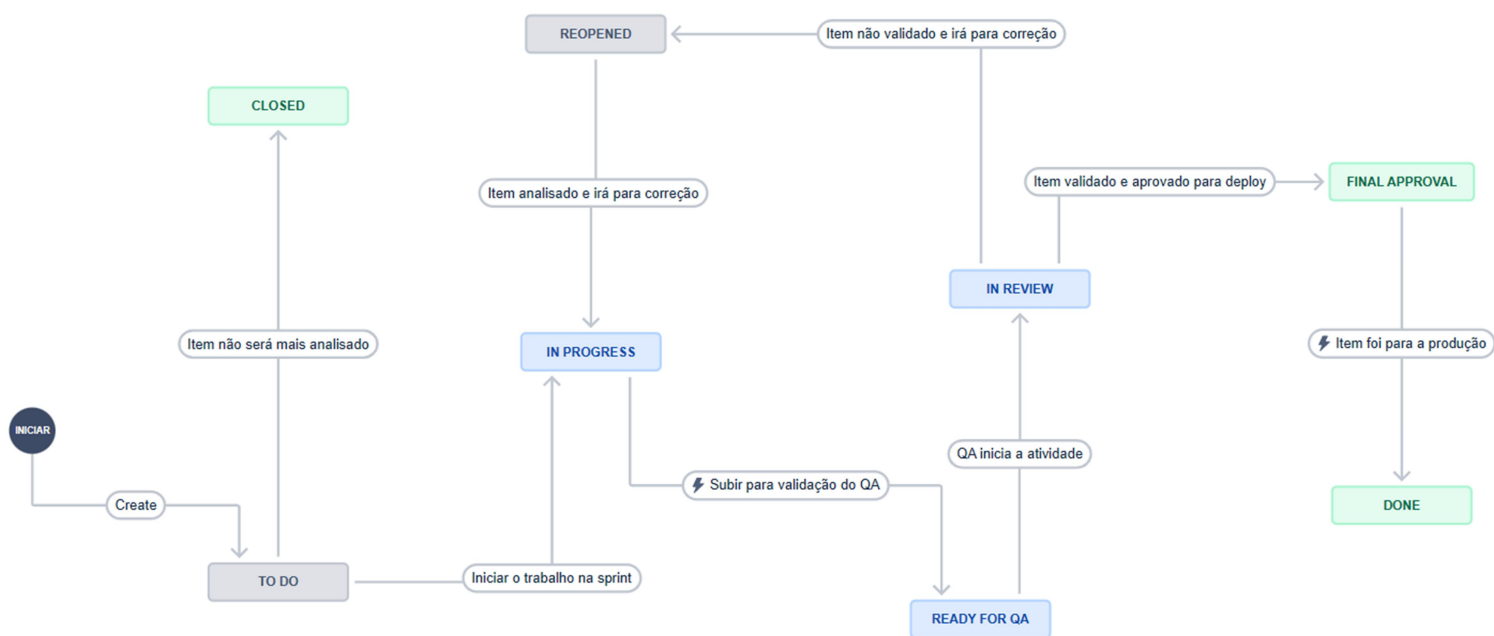 REOPENED
Item não validado e irá para correção
CLOSED
Item analisado e irá para correção
Item validado e aprovado para deploy
FINAL APPROVAL
IN REVIEW
Item não será mais analisado
IN PROGRESS
Item foi para a produção
INICIAR
QA inicia a atividade
Subir para validação do QA
Create
DONE
TO DO
Iniciar o trabalho na sprint
READY FOR QA